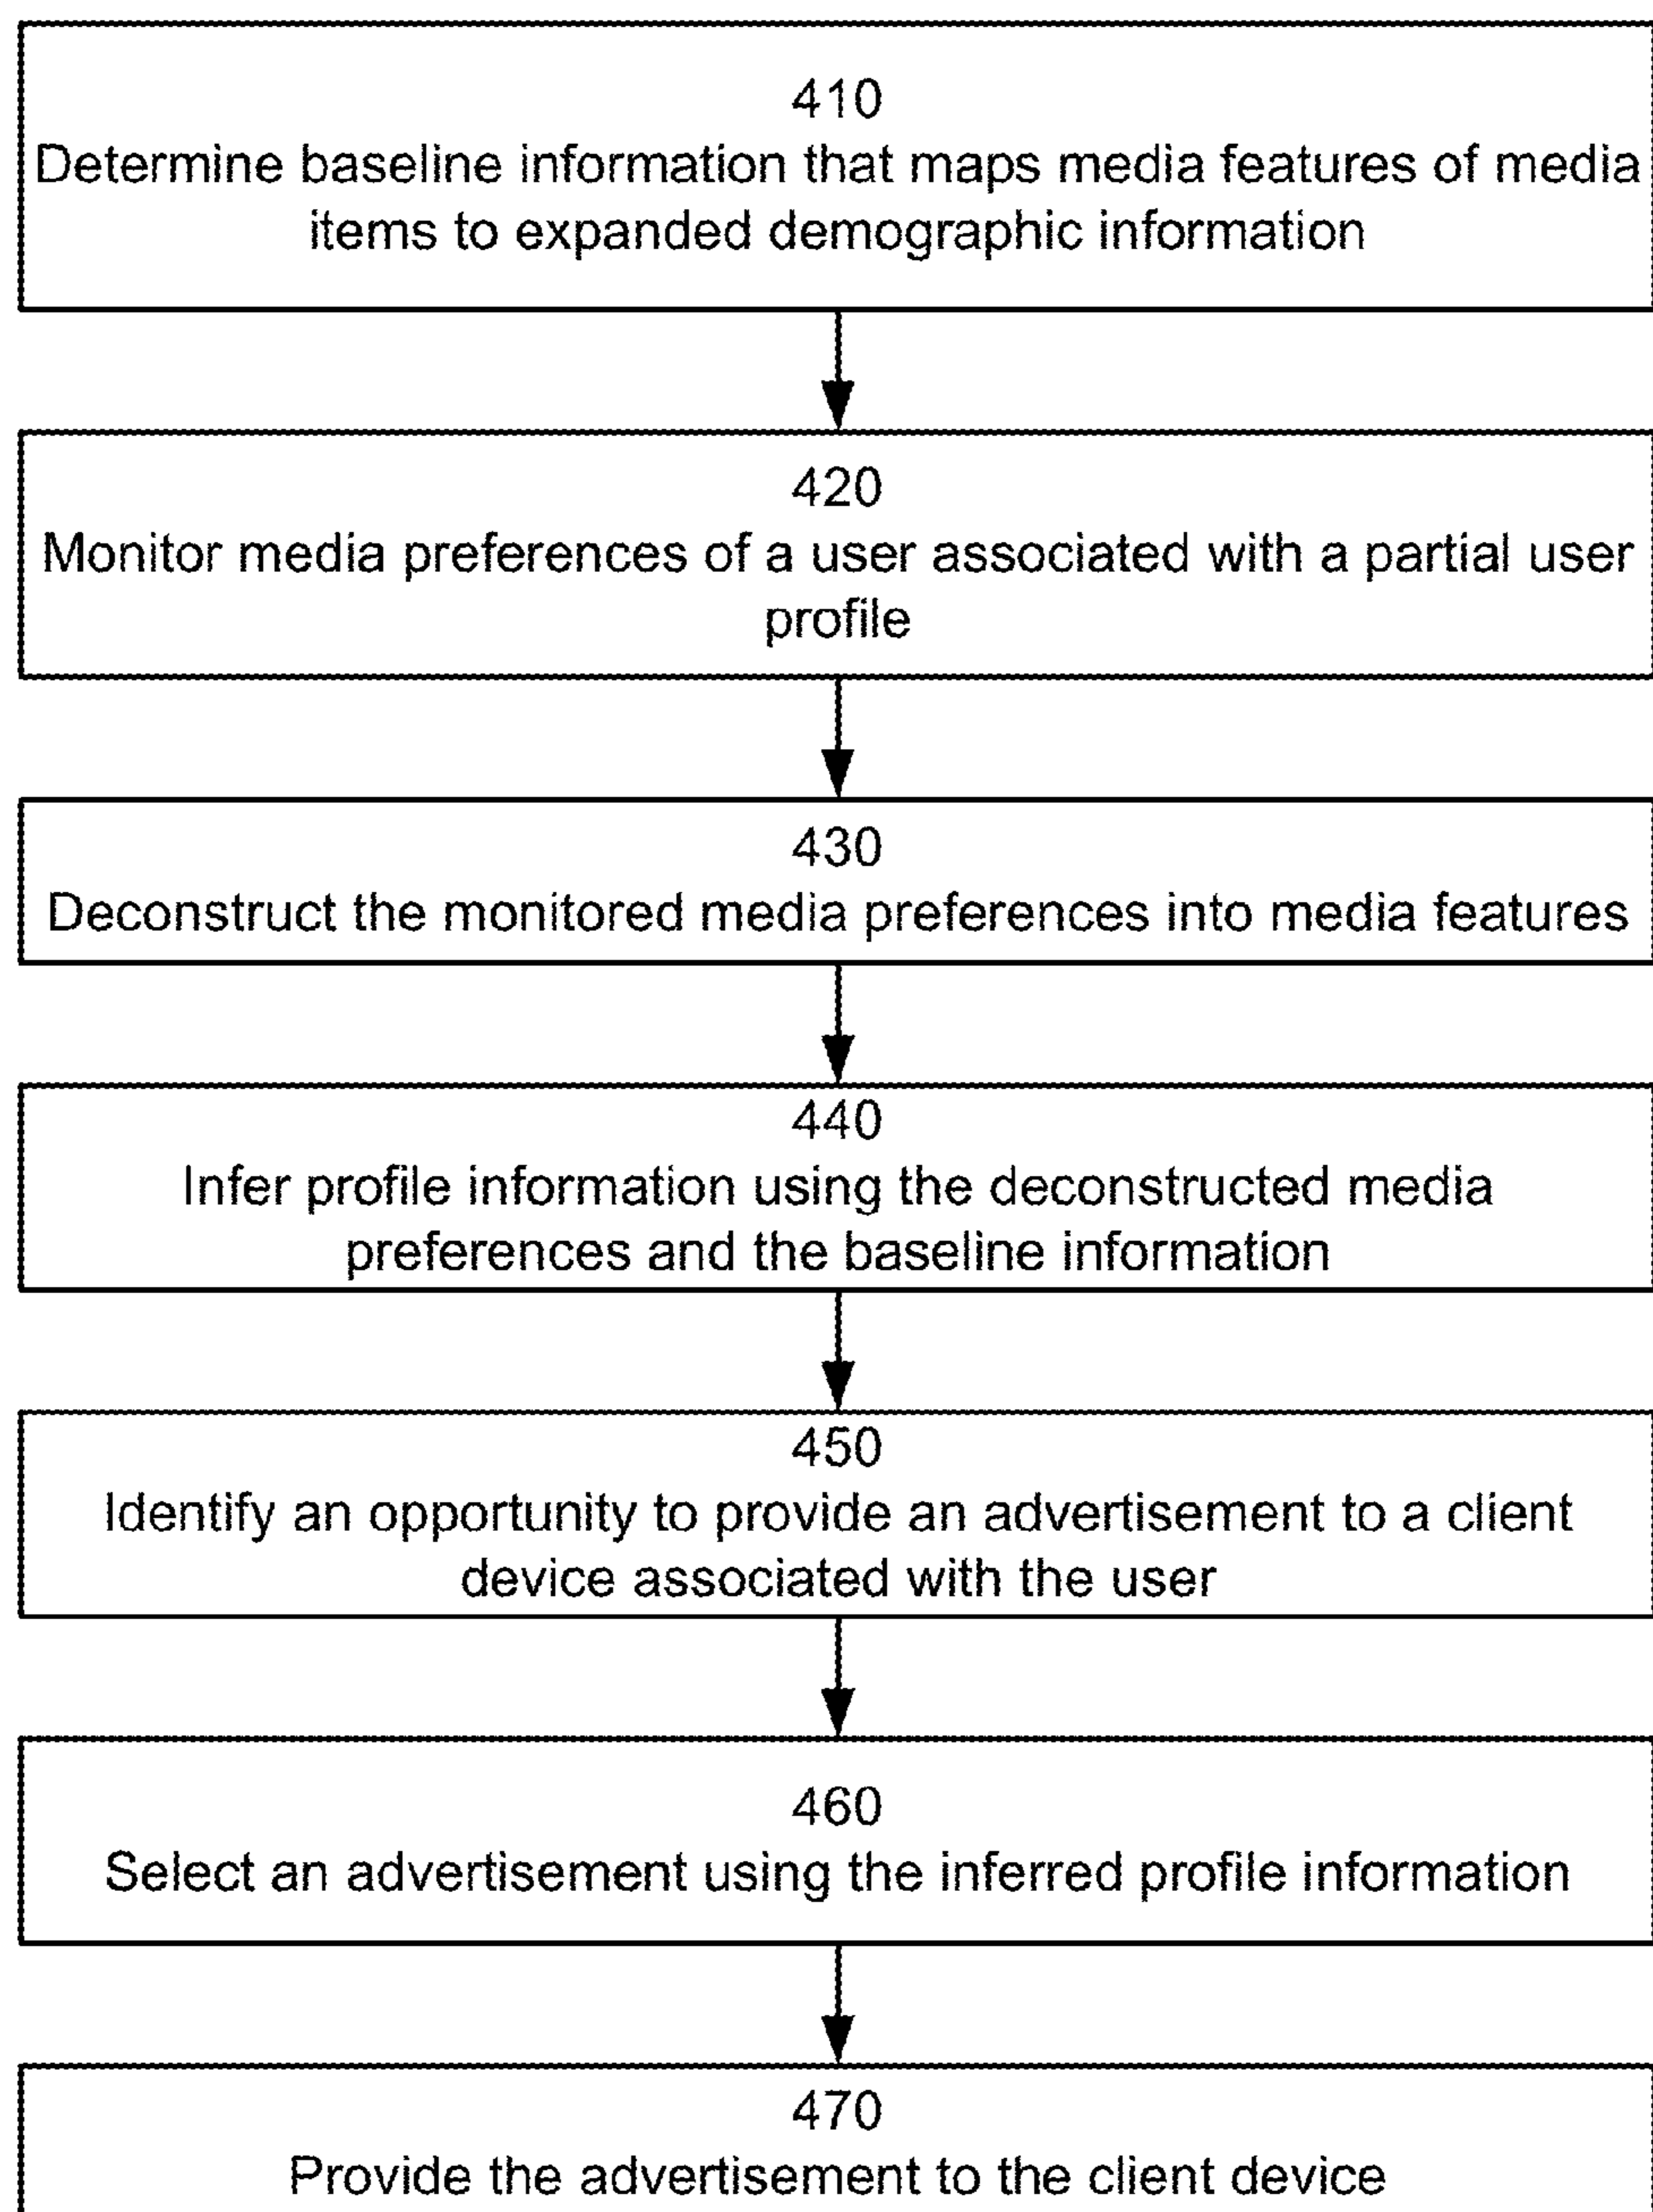 410
Determine baseline information that maps media features of media
items to expanded demographic information
420
Monitor media preferences of a user associated with a partial user
profile
430
Deconstruct the monitored media preferences into media features
440
Infer profile information using the deconstructed media
preferences and the baseline information
450
Identify an opportunity to provide an advertisement to a client
device associated with the user
460
Select an advertisement using the inferred profile information
470
Provide the advertisement to the client device